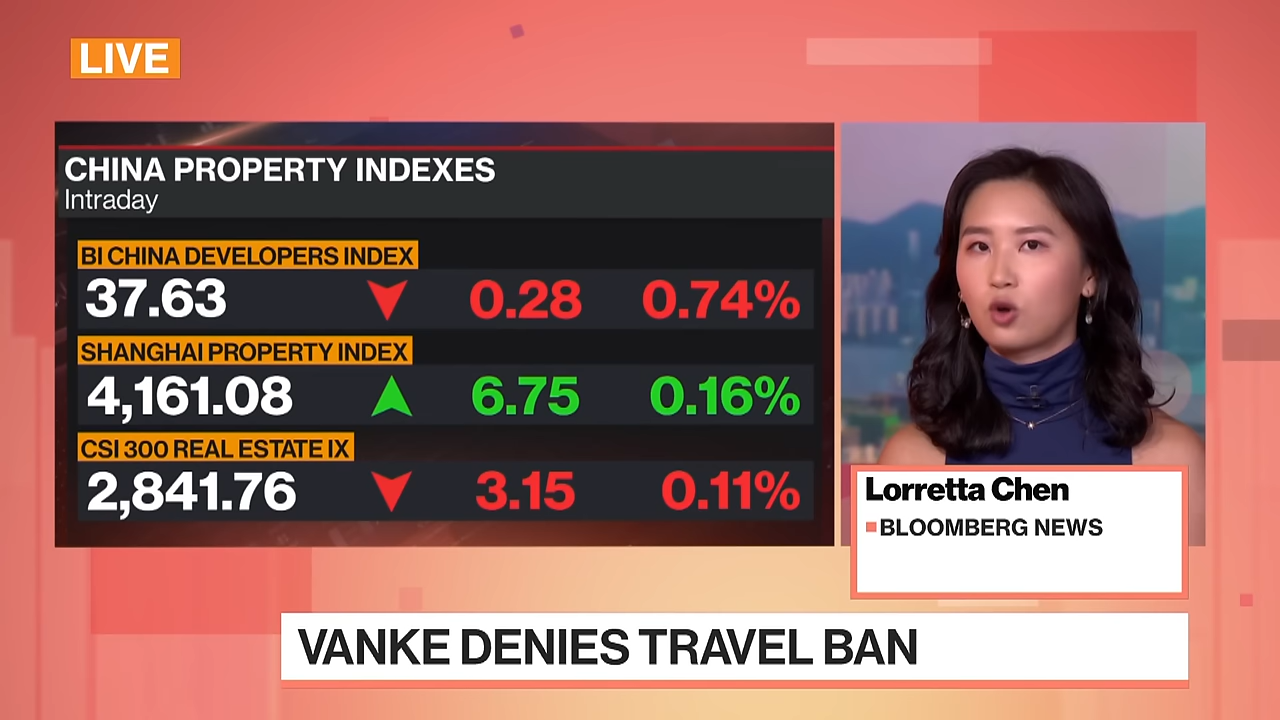 LIVE
CHINA PROPERTY INDEXES
Intraday
BI CHINA DEVELOPERS INDEX
37.63 ▼ 0.28 0.74%
SHANGHAI PROPERTY INDEX
4,161.08 ▲ 6.75 0.16%
CSI 300 REAL ESTATE IX
2,841.76 ▼ 3.15 0.11%
Lorretta Chen
BLOOMBERG NEWS
VANKE DENIES TRAVEL BAN